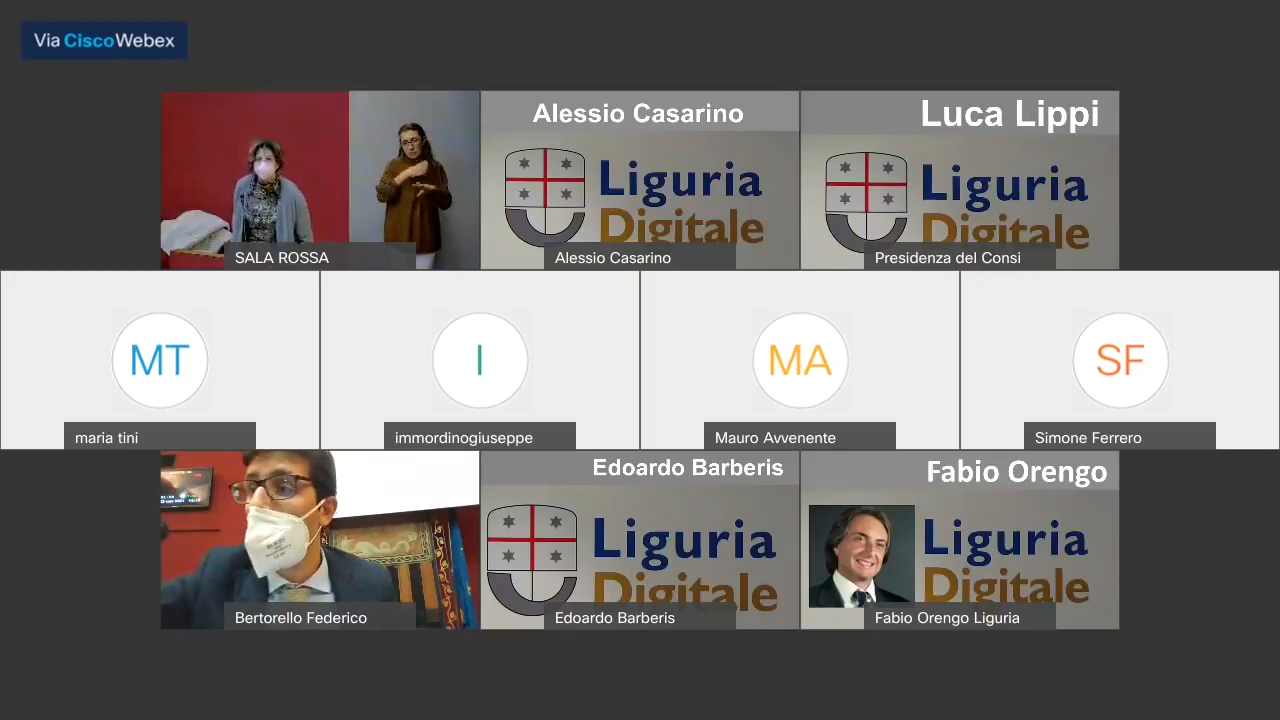 Via CiscoWebex
SALA ROSSA
Alessio Casarino
Liguria
Digitale
Alessio Casarino
Luca Lippi
Liguria
Digitale
Presidenza del Consi
MT
maria tini
I
immordinogiuseppe
MA
Mauro Avvenente
SF
Simone Ferrero
Bertorello Federico
Edoardo Barberis
Liguria
Digitale
Edoardo Barberis
Fabio Orengo
Liguria
Digitale
Fabio Orengo Liguria